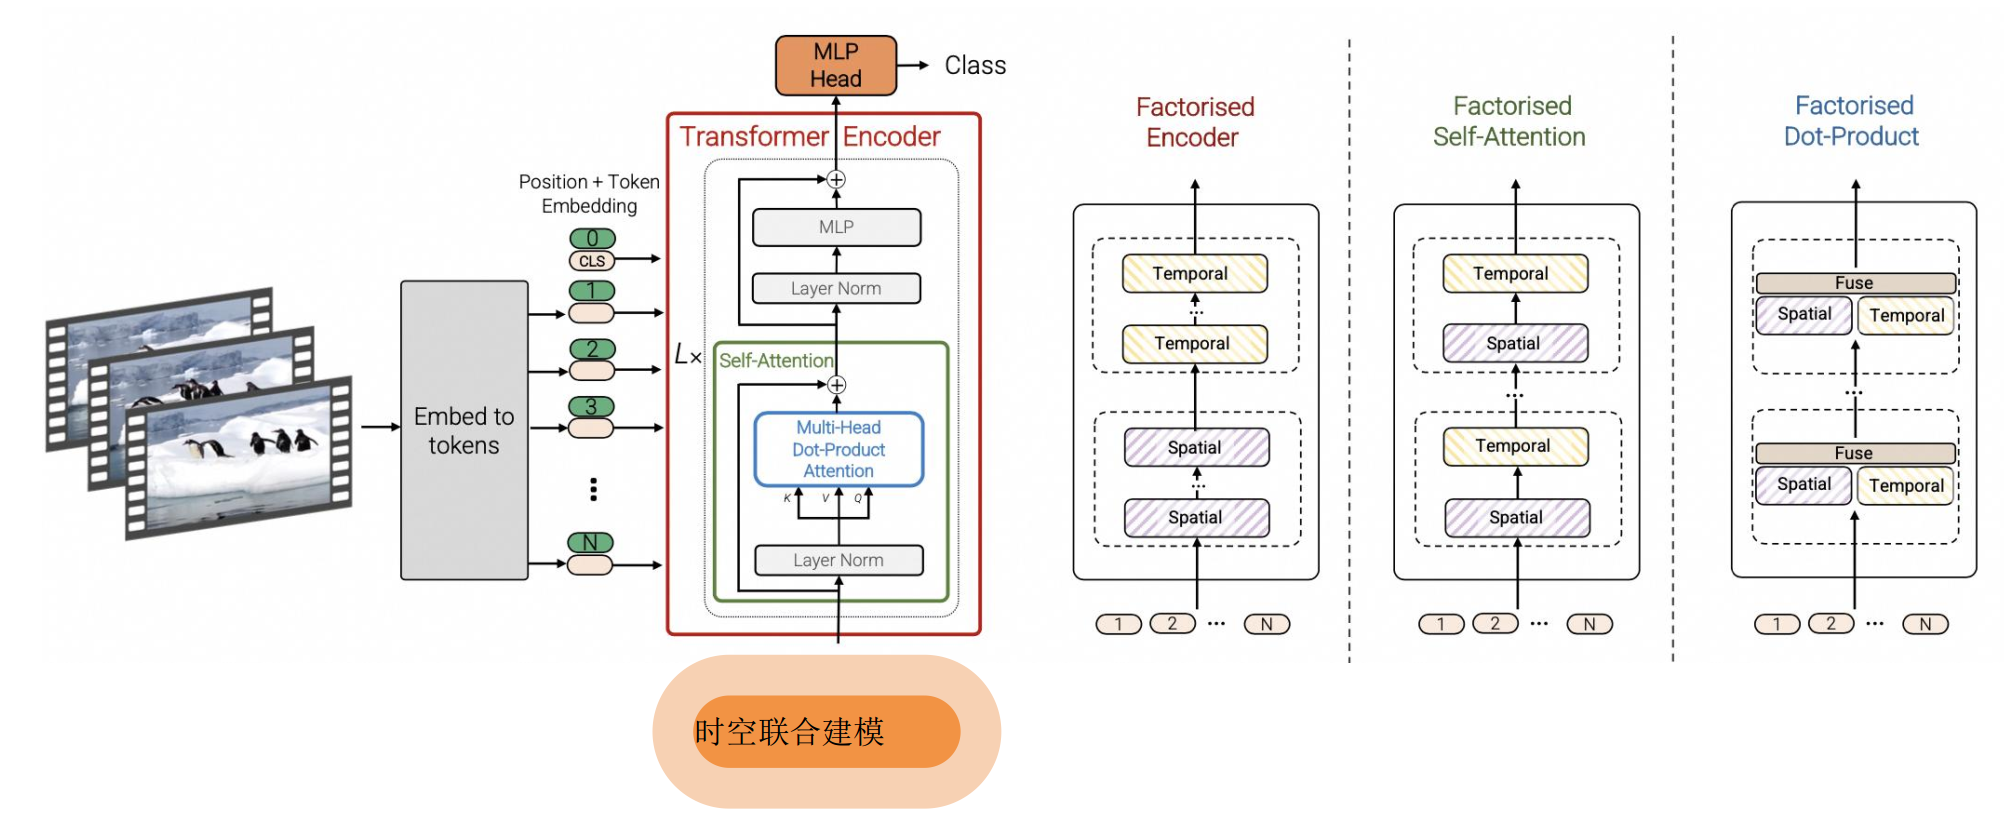 MLP
Head
Class
Transformer Encoder
Position + Token
Embedding
0
CLS
1
2
3
N
Embed to
tokens
L×
MLP
Layer Norm
Self-Attention
Multi-Head
Dot-Product
Attention
K V Q
Layer Norm
时空联合建模
Factorised
Encoder
Temporal
...
Temporal
Spatial
...
Spatial
1 2 ... N
Factorised
Self-Attention
Temporal
Spatial
...
Temporal
Spatial
1 2 ... N
Factorised
Dot-Product
Fuse
Spatial Temporal
...
Fuse
Spatial Temporal
1 2 ... N